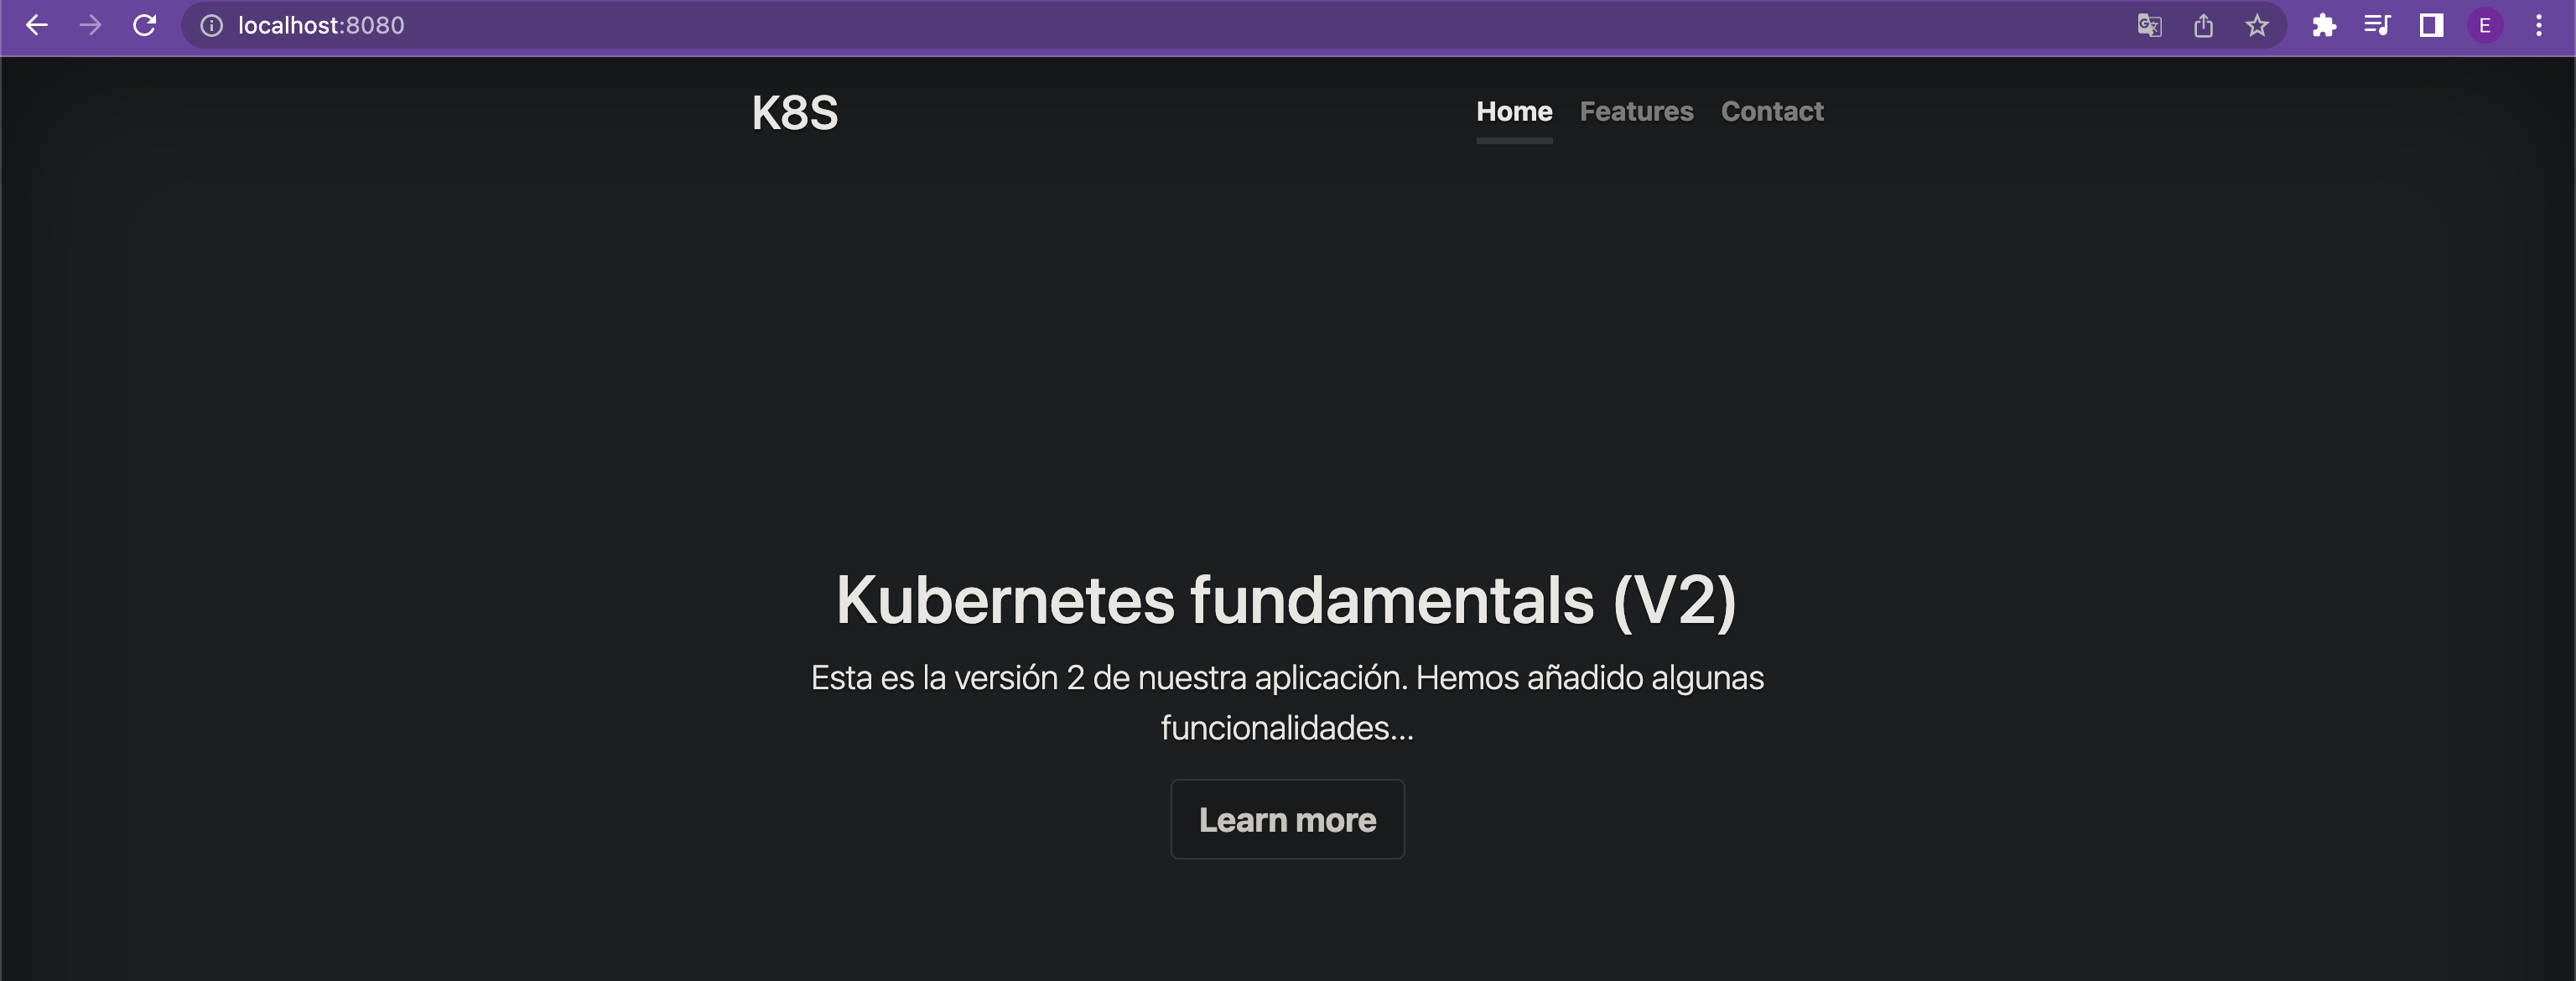 localhost:8080
E
K8S
Home Features Contact
Kubernetes fundamentals (V2)
Esta es la versión 2 de nuestra aplicación. Hemos añadido algunas
funcionalidades...
Learn more